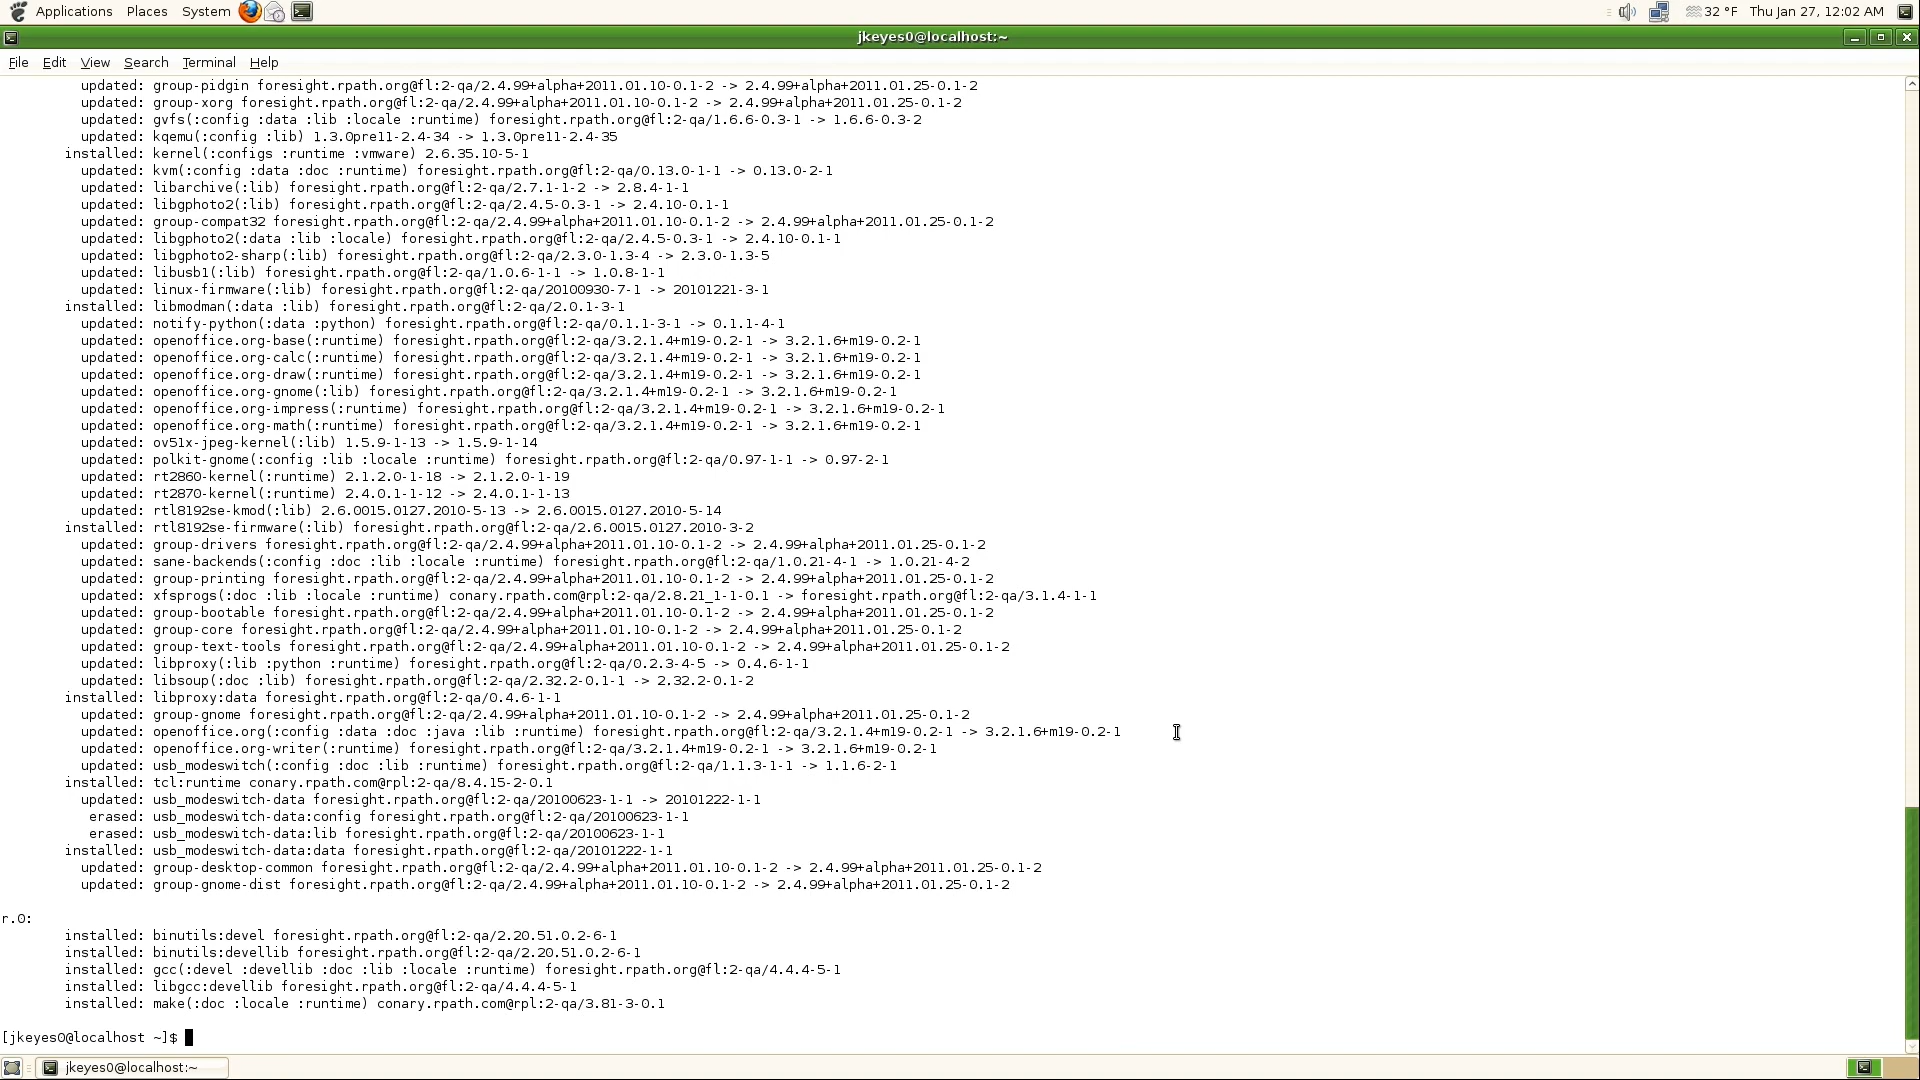 Applications Places System 32 °F Thu Jan 27, 12:02 AM
jkeyes0@localhost:~
File Edit View Search Terminal Help
updated: group-pidgin foresight.rpath.org@fl:2-qa/2.4.99+alpha+2011.01.10-0.1-2 -> 2.4.99+alpha+2011.01.25-0.1-2
updated: group-xorg foresight.rpath.org@fl:2-qa/2.4.99+alpha+2011.01.10-0.1-2 -> 2.4.99+alpha+2011.01.25-0.1-2
updated: gvfs(:config :data :lib :locale :runtime) foresight.rpath.org@fl:2-qa/1.6.6-0.3-1 -> 1.6.6-0.3-2
updated: kqemu(:config :lib) 1.3.0pre11-2.4-34 -> 1.3.0pre11-2.4-35
installed: kernel(:configs :runtime :vmware) 2.6.35.10-5-1
updated: kvm(:config :data :doc :runtime) foresight.rpath.org@fl:2-qa/0.13.0-1-1 -> 0.13.0-2-1
updated: libarchive(:lib) foresight.rpath.org@fl:2-qa/2.7.1-1-2 -> 2.8.4-1-1
updated: libgphoto2(:lib) foresight.rpath.org@fl:2-qa/2.4.5-0.3-1 -> 2.4.10-0.1-1
updated: group-compat32 foresight.rpath.org@fl:2-qa/2.4.99+alpha+2011.01.10-0.1-2 -> 2.4.99+alpha+2011.01.25-0.1-2
updated: libgphoto2(:data :lib :locale) foresight.rpath.org@fl:2-qa/2.4.5-0.3-1 -> 2.4.10-0.1-1
updated: libgphoto2-sharp(:lib) foresight.rpath.org@fl:2-qa/2.3.0-1.3-4 -> 2.3.0-1.3-5
updated: libusb1(:lib) foresight.rpath.org@fl:2-qa/1.0.6-1-1 -> 1.0.8-1-1
updated: linux-firmware(:lib) foresight.rpath.org@fl:2-qa/20100930-7-1 -> 20101221-3-1
installed: libmodman(:data :lib) foresight.rpath.org@fl:2-qa/2.0.1-3-1
updated: notify-python(:data :python) foresight.rpath.org@fl:2-qa/0.1.1-3-1 -> 0.1.1-4-1
updated: openoffice.org-base(:runtime) foresight.rpath.org@fl:2-qa/3.2.1.4+m19-0.2-1 -> 3.2.1.6+m19-0.2-1
updated: openoffice.org-calc(:runtime) foresight.rpath.org@fl:2-qa/3.2.1.4+m19-0.2-1 -> 3.2.1.6+m19-0.2-1
updated: openoffice.org-draw(:runtime) foresight.rpath.org@fl:2-qa/3.2.1.4+m19-0.2-1 -> 3.2.1.6+m19-0.2-1
updated: openoffice.org-gnome(:lib) foresight.rpath.org@fl:2-qa/3.2.1.4+m19-0.2-1 -> 3.2.1.6+m19-0.2-1
updated: openoffice.org-impress(:runtime) foresight.rpath.org@fl:2-qa/3.2.1.4+m19-0.2-1 -> 3.2.1.6+m19-0.2-1
updated: openoffice.org-math(:runtime) foresight.rpath.org@fl:2-qa/3.2.1.4+m19-0.2-1 -> 3.2.1.6+m19-0.2-1
updated: ov51x-jpeg-kernel(:lib) 1.5.9-1-13 -> 1.5.9-1-14
updated: polkit-gnome(:config :lib :locale :runtime) foresight.rpath.org@fl:2-qa/0.97-1-1 -> 0.97-2-1
updated: rt2860-kernel(:runtime) 2.1.2.0-1-18 -> 2.1.2.0-1-19
updated: rt2870-kernel(:runtime) 2.4.0.1-1-12 -> 2.4.0.1-1-13
updated: rtl8192se-kmod(:lib) 2.6.0015.0127.2010-5-13 -> 2.6.0015.0127.2010-5-14
installed: rtl8192se-firmware(:lib) foresight.rpath.org@fl:2-qa/2.6.0015.0127.2010-3-2
updated: group-drivers foresight.rpath.org@fl:2-qa/2.4.99+alpha+2011.01.10-0.1-2 -> 2.4.99+alpha+2011.01.25-0.1-2
updated: sane-backends(:config :doc :lib :locale :runtime) foresight.rpath.org@fl:2-qa/1.0.21-4-1 -> 1.0.21-4-2
updated: group-printing foresight.rpath.org@fl:2-qa/2.4.99+alpha+2011.01.10-0.1-2 -> 2.4.99+alpha+2011.01.25-0.1-2
updated: xfsprogs(:doc :lib :locale :runtime) conary.rpath.com@rpl:2-qa/2.8.21_1-1-0.1 -> foresight.rpath.org@fl:2-qa/3.1.4-1-1
updated: group-bootable foresight.rpath.org@fl:2-qa/2.4.99+alpha+2011.01.10-0.1-2 -> 2.4.99+alpha+2011.01.25-0.1-2
updated: group-core foresight.rpath.org@fl:2-qa/2.4.99+alpha+2011.01.10-0.1-2 -> 2.4.99+alpha+2011.01.25-0.1-2
updated: group-text-tools foresight.rpath.org@fl:2-qa/2.4.99+alpha+2011.01.10-0.1-2 -> 2.4.99+alpha+2011.01.25-0.1-2
updated: libproxy(:lib :python :runtime) foresight.rpath.org@fl:2-qa/0.2.3-4-5 -> 0.4.6-1-1
updated: libsoup(:doc :lib) foresight.rpath.org@fl:2-qa/2.32.2-0.1-1 -> 2.32.2-0.1-2
installed: libproxy:data foresight.rpath.org@fl:2-qa/0.4.6-1-1
updated: group-gnome foresight.rpath.org@fl:2-qa/2.4.99+alpha+2011.01.10-0.1-2 -> 2.4.99+alpha+2011.01.25-0.1-2
updated: openoffice.org(:config :data :doc :java :lib :runtime) foresight.rpath.org@fl:2-qa/3.2.1.4+m19-0.2-1 -> 3.2.1.6+m19-0.2-1
updated: openoffice.org-writer(:runtime) foresight.rpath.org@fl:2-qa/3.2.1.4+m19-0.2-1 -> 3.2.1.6+m19-0.2-1
updated: usb_modeswitch(:config :doc :lib :runtime) foresight.rpath.org@fl:2-qa/1.1.3-1-1 -> 1.1.6-2-1
installed: tcl:runtime conary.rpath.com@rpl:2-qa/8.4.15-2-0.1
updated: usb_modeswitch-data foresight.rpath.org@fl:2-qa/20100623-1-1 -> 20101222-1-1
erased: usb_modeswitch-data:config foresight.rpath.org@fl:2-qa/20100623-1-1
erased: usb_modeswitch-data:lib foresight.rpath.org@fl:2-qa/20100623-1-1
installed: usb_modeswitch-data:data foresight.rpath.org@fl:2-qa/20101222-1-1
updated: group-desktop-common foresight.rpath.org@fl:2-qa/2.4.99+alpha+2011.01.10-0.1-2 -> 2.4.99+alpha+2011.01.25-0.1-2
updated: group-gnome-dist foresight.rpath.org@fl:2-qa/2.4.99+alpha+2011.01.10-0.1-2 -> 2.4.99+alpha+2011.01.25-0.1-2
r.0:
installed: binutils:devel foresight.rpath.org@fl:2-qa/2.20.51.0.2-6-1
installed: binutils:devellib foresight.rpath.org@fl:2-qa/2.20.51.0.2-6-1
installed: gcc(:devel :devellib :doc :lib :locale :runtime) foresight.rpath.org@fl:2-qa/4.4.4-5-1
installed: libgcc:devellib foresight.rpath.org@fl:2-qa/4.4.4-5-1
installed: make(:doc :locale :runtime) conary.rpath.com@rpl:2-qa/3.81-3-0.1
[jkeyes0@localhost ~]$
jkeyes0@localhost:~